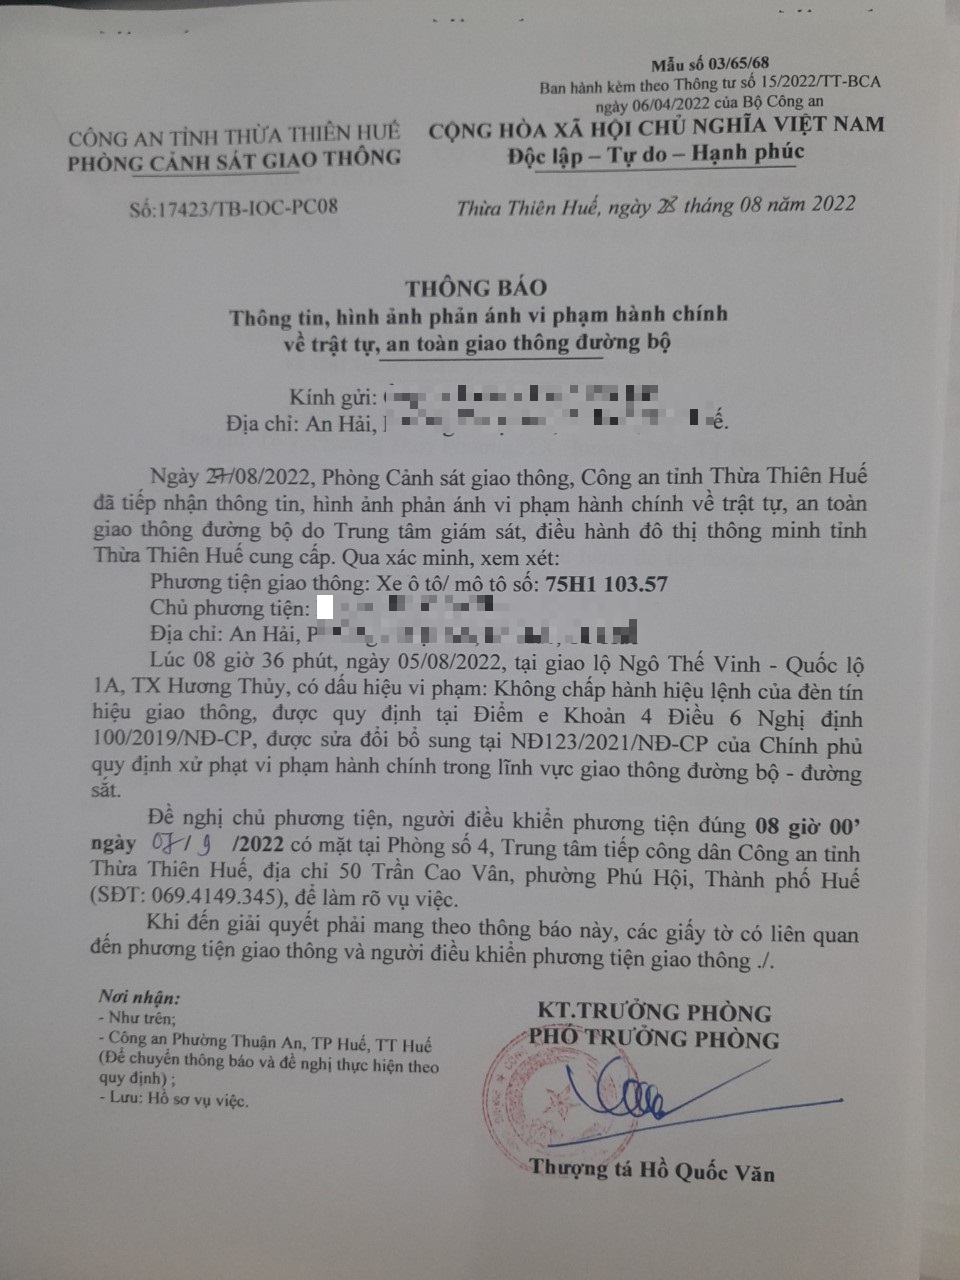 Mẫu số 03/65/68
Ban hành kèm theo Thông tư số 15/2022/TT-BCA
ngày 06/04/2022 của Bộ Công an
CÔNG AN TỈNH THỪA THIÊN HUẾ
CỘNG HÒA XÃ HỘI CHỦ NGHĨA VIỆT NAM
PHÒNG CẢNH SÁT GIAO THÔNG
Độc lập – Tự do – Hạnh phúc
Số:17423/TB-IOC-PC08
Thừa Thiên Huế, ngày 28 tháng 08 năm 2022
THÔNG BÁO
Thông tin, hình ảnh phản ánh vi phạm hành chính
về trật tự, an toàn giao thông đường bộ
Kính gửi:
Địa chỉ: An Hải,
Ngày 27/08/2022, Phòng Cảnh sát giao thông, Công an tỉnh Thừa Thiên Huế
đã tiếp nhận thông tin, hình ảnh phản ánh vi phạm hành chính về trật tự, an toàn
giao thông đường bộ do Trung tâm giám sát, điều hành đô thị thông minh tỉnh
Thừa Thiên Huế cung cấp. Qua xác minh, xem xét:
Phương tiện giao thông: Xe ô tô/ mô tô số: 75H1 103.57
Chủ phương tiện:
Địa chỉ: An Hải,
Lúc 08 giờ 36 phút, ngày 05/08/2022, tại giao lộ Ngô Thế Vinh - Quốc lộ
1A, TX Hương Thủy, có dấu hiệu vi phạm: Không chấp hành hiệu lệnh của đèn tín
hiệu giao thông, được quy định tại Điểm e Khoản 4 Điều 6 Nghị định
100/2019/NĐ-CP, được sửa đổi bổ sung tại NĐ123/2021/NĐ-CP của Chính phủ
quy định xử phạt vi phạm hành chính trong lĩnh vực giao thông đường bộ - đường
sắt.
Đề nghị chủ phương tiện, người điều khiển phương tiện đúng 08 giờ 00’
ngày 07/ 9 /2022 có mặt tại Phòng số 4, Trung tâm tiếp công dân Công an tỉnh
Thừa Thiên Huế, địa chỉ 50 Trần Cao Vân, phường Phú Hội, Thành phố Huế
(SĐT: 069.4149.345), để làm rõ vụ việc.
Khi đến giải quyết phải mang theo thông báo này, các giấy tờ có liên quan
đến phương tiện giao thông và người điều khiển phương tiện giao thông ./.
Nơi nhận:
- Như trên;
- Công an Phường Thuận An, TP Huế, TT Huế
(Để chuyển thông báo và đề nghị thực hiện theo
quy định) ;
- Lưu: Hồ sơ vụ việc.
KT.TRƯỞNG PHÒNG
PHÓ TRƯỞNG PHÒNG
Thượng tá Hồ Quốc Văn